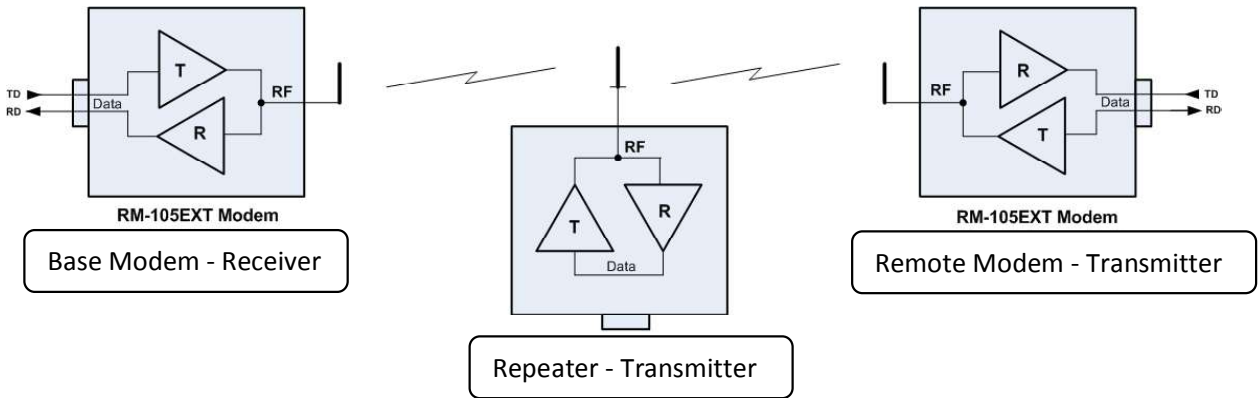 T
TD
RD
Data
R
RF
RM-105EXT Modem
Base Modem - Receiver
RF
T
R
Data
Repeater - Transmitter
RF
R
T
Data
TD
RD
RM-105EXT Modem
Remote Modem - Transmitter